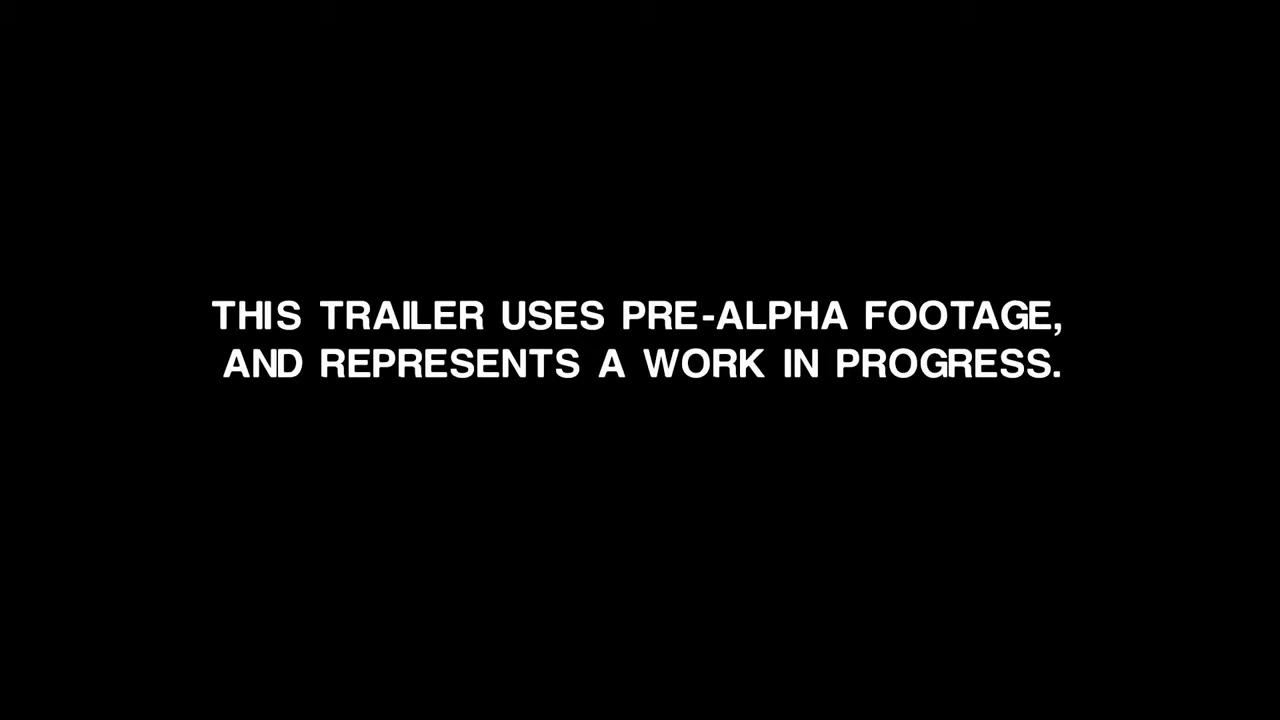 THIS TRAILER USES PRE-ALPHA FOOTAGE,
AND REPRESENTS A WORK IN PROGRESS.